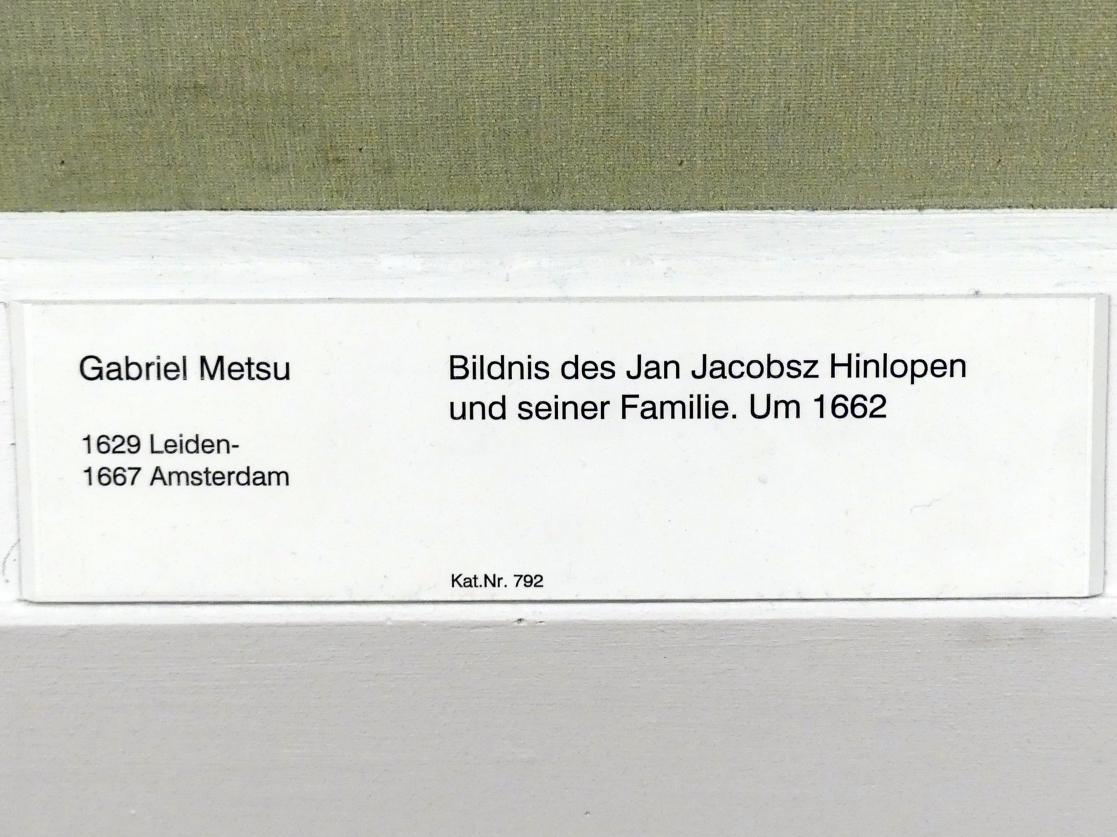 Gabriel Metsu
1629 Leiden-
1667 Amsterdam
Bildnis des Jan Jacobsz Hinlopen
und seiner Familie. Um 1662
Kat.Nr. 792